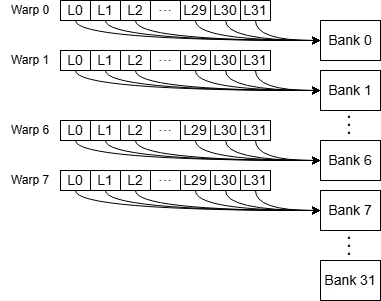 Warp 0 L0 L1 L2 ... L29 L30 L31
Bank 0
Warp 1 L0 L1 L2 ... L29 L30 L31
Bank 1
Warp 6 L0 L1 L2 ... L29 L30 L31
Bank 6
Warp 7 L0 L1 L2 ... L29 L30 L31
Bank 7
Bank 31